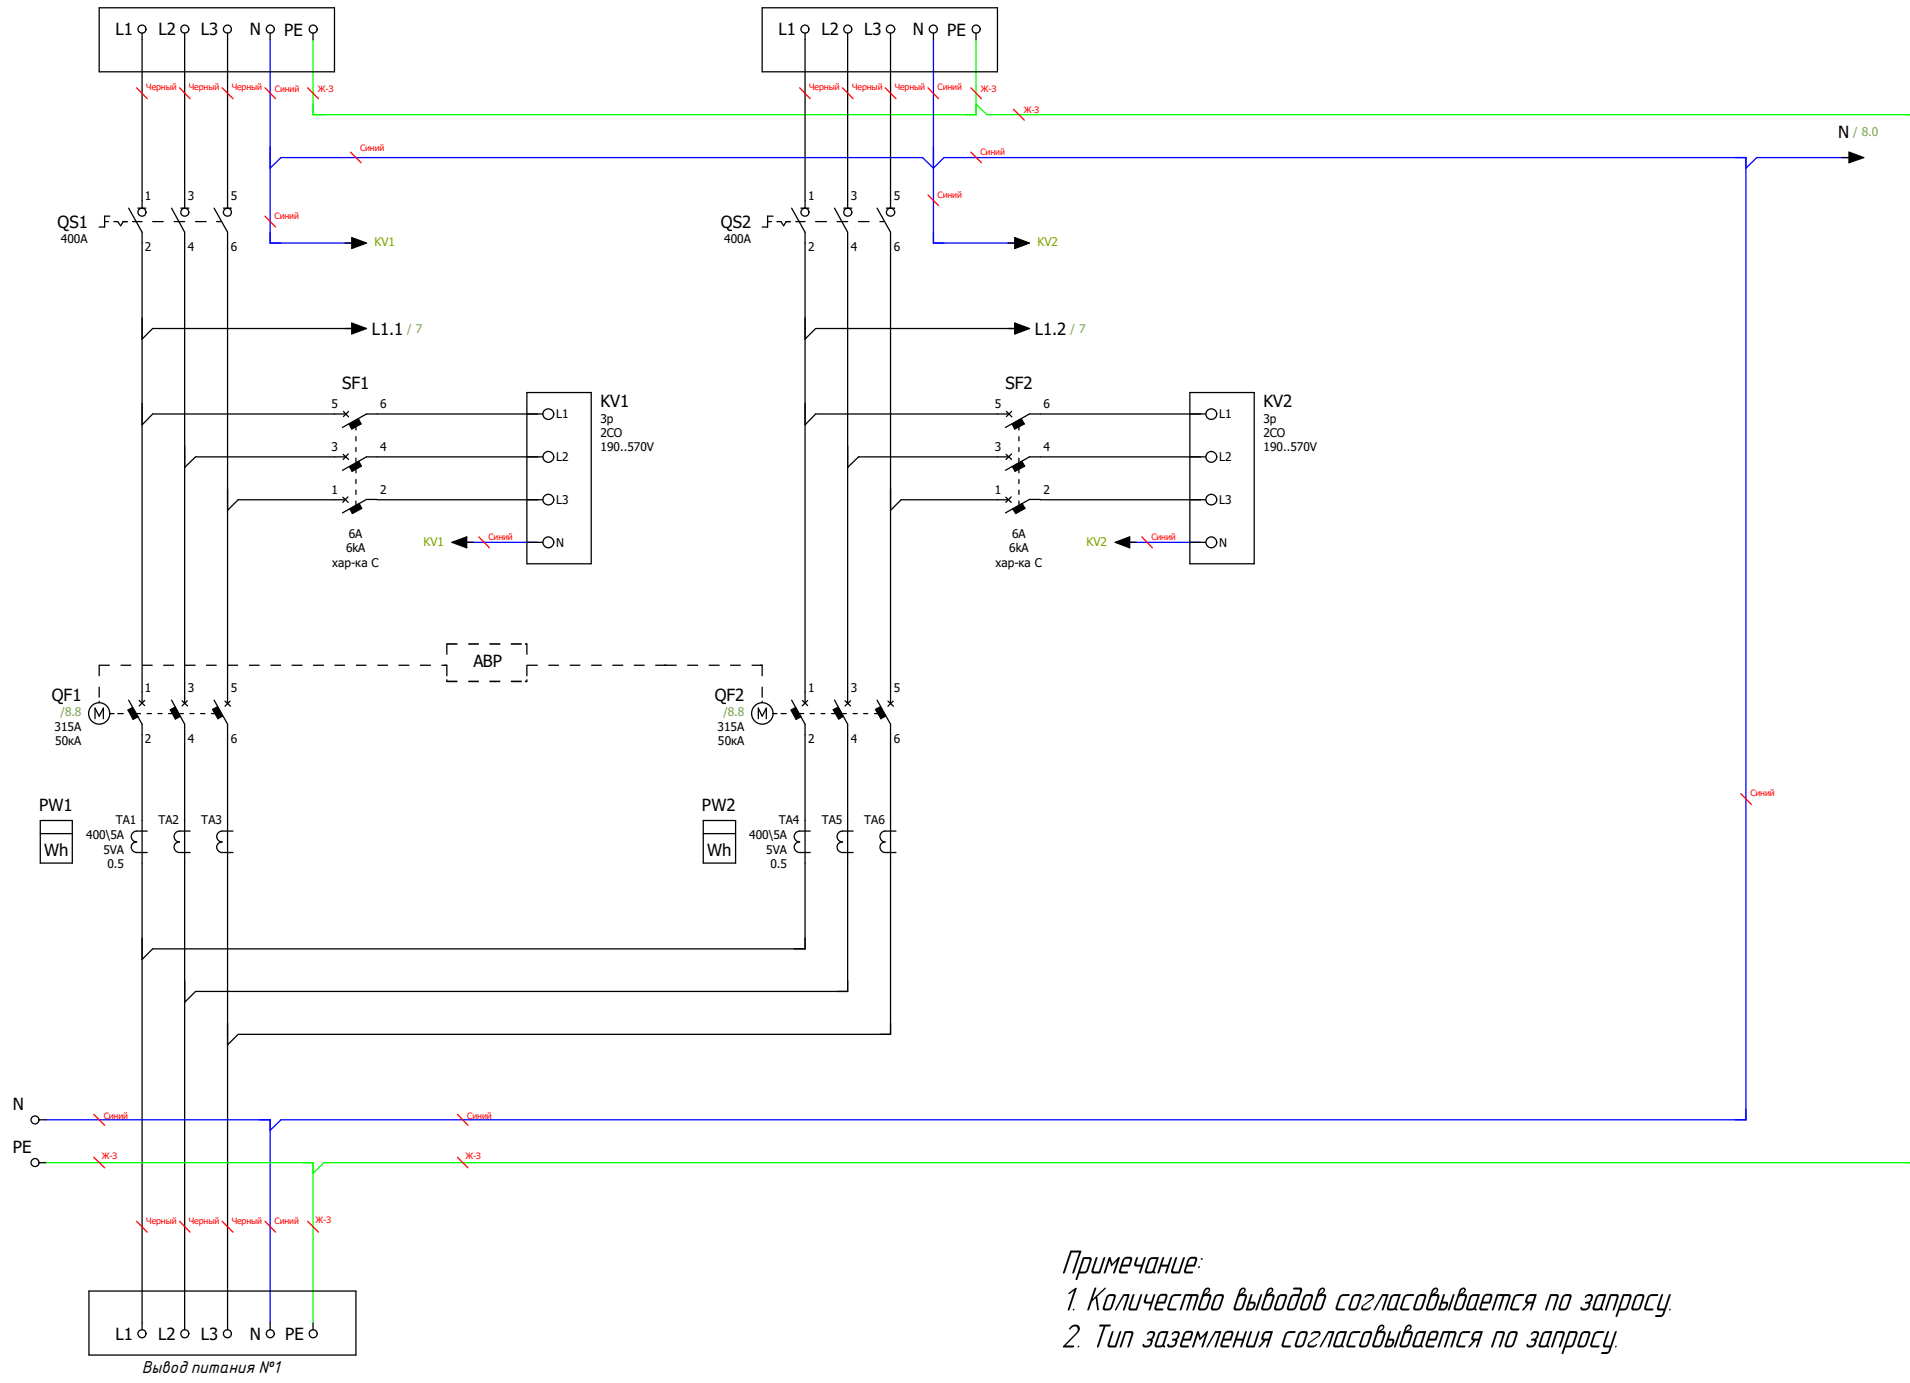 L1 L2 L3 N PE
L1 L2 L3 N PE
Черный Черный Черный Синий Ж-З
Черный Черный Черный Синий Ж-З
Ж-З
N / 8.0
Синий
Синий
1 3 5
QS1
400A
2 4 6
Синий
KV1
1 3 5
QS2
400A
2 4 6
Синий
KV2
L1.1 / 7
L1.2 / 7
SF1
5 6
3 4
1 2
6A
6kA
хар-ка С
L1
L2
L3
N
KV1
3p
2CO
190..570V
KV1
Синий
SF2
5 6
3 4
1 2
6A
6kA
хар-ка С
L1
L2
L3
N
KV2
3p
2CO
190..570V
KV2
Синий
АВР
QF1
/8.8
315A
50кА
M
1 3 5
2 4 6
QF2
/8.8
315A
50кА
M
1 3 5
2 4 6
PW1
Wh
TA1 TA2 TA3
400\5A
5VA
0.5
PW2
Wh
TA4 TA5 TA6
400\5A
5VA
0.5
Синий
N
Синий
Синий
PE
Ж-З
Ж-З
Черный Черный Черный Синий Ж-З
L1 L2 L3 N PE
Вывод питания №1
Примечание:
1. Количество выводов согласовывается по запросу.
2. Тип заземления согласовывается по запросу.